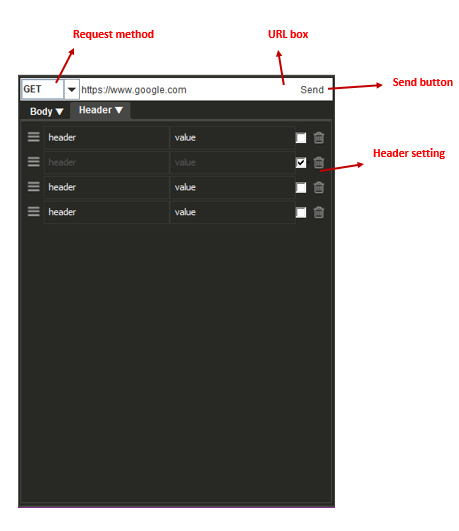 Request method
URL box
GET
https://www.google.com
Send
Send button
Body ▼
Header ▼
header value
header value
Header setting
header value
header value